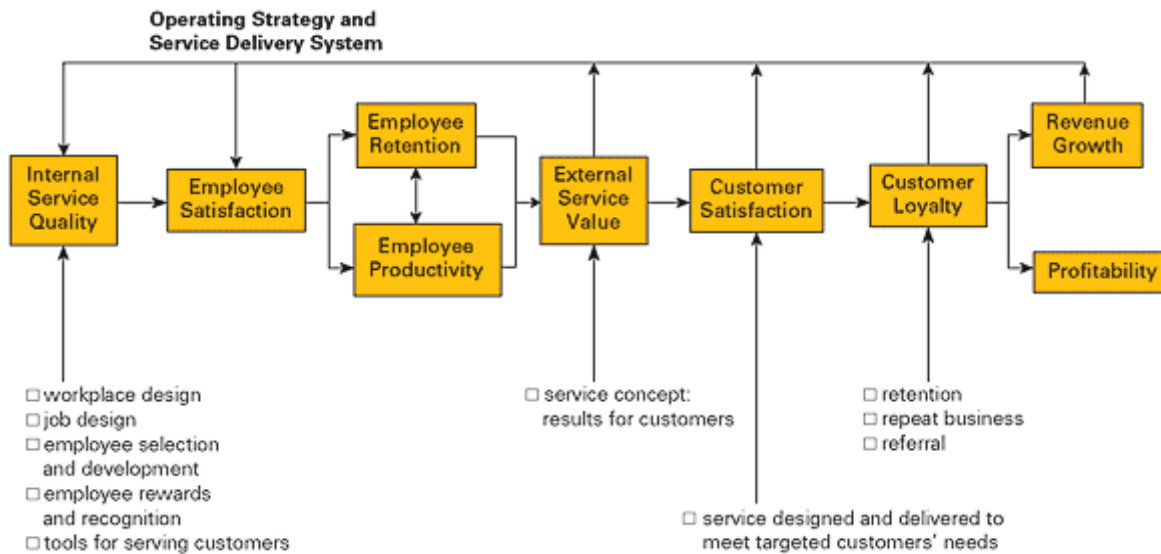 Operating Strategy and
Service Delivery System
Internal
Service
Quality
Employee
Satisfaction
Employee
Retention
Employee
Productivity
External
Service
Value
Customer
Satisfaction
Customer
Loyalty
Revenue
Growth
Profitability
□ workplace design
□ job design
□ employee selection
and development
□ employee rewards
and recognition
□ tools for serving customers
□ service concept:
results for customers
□ service designed and delivered to
meet targeted customers' needs
□ retention
□ repeat business
□ referral